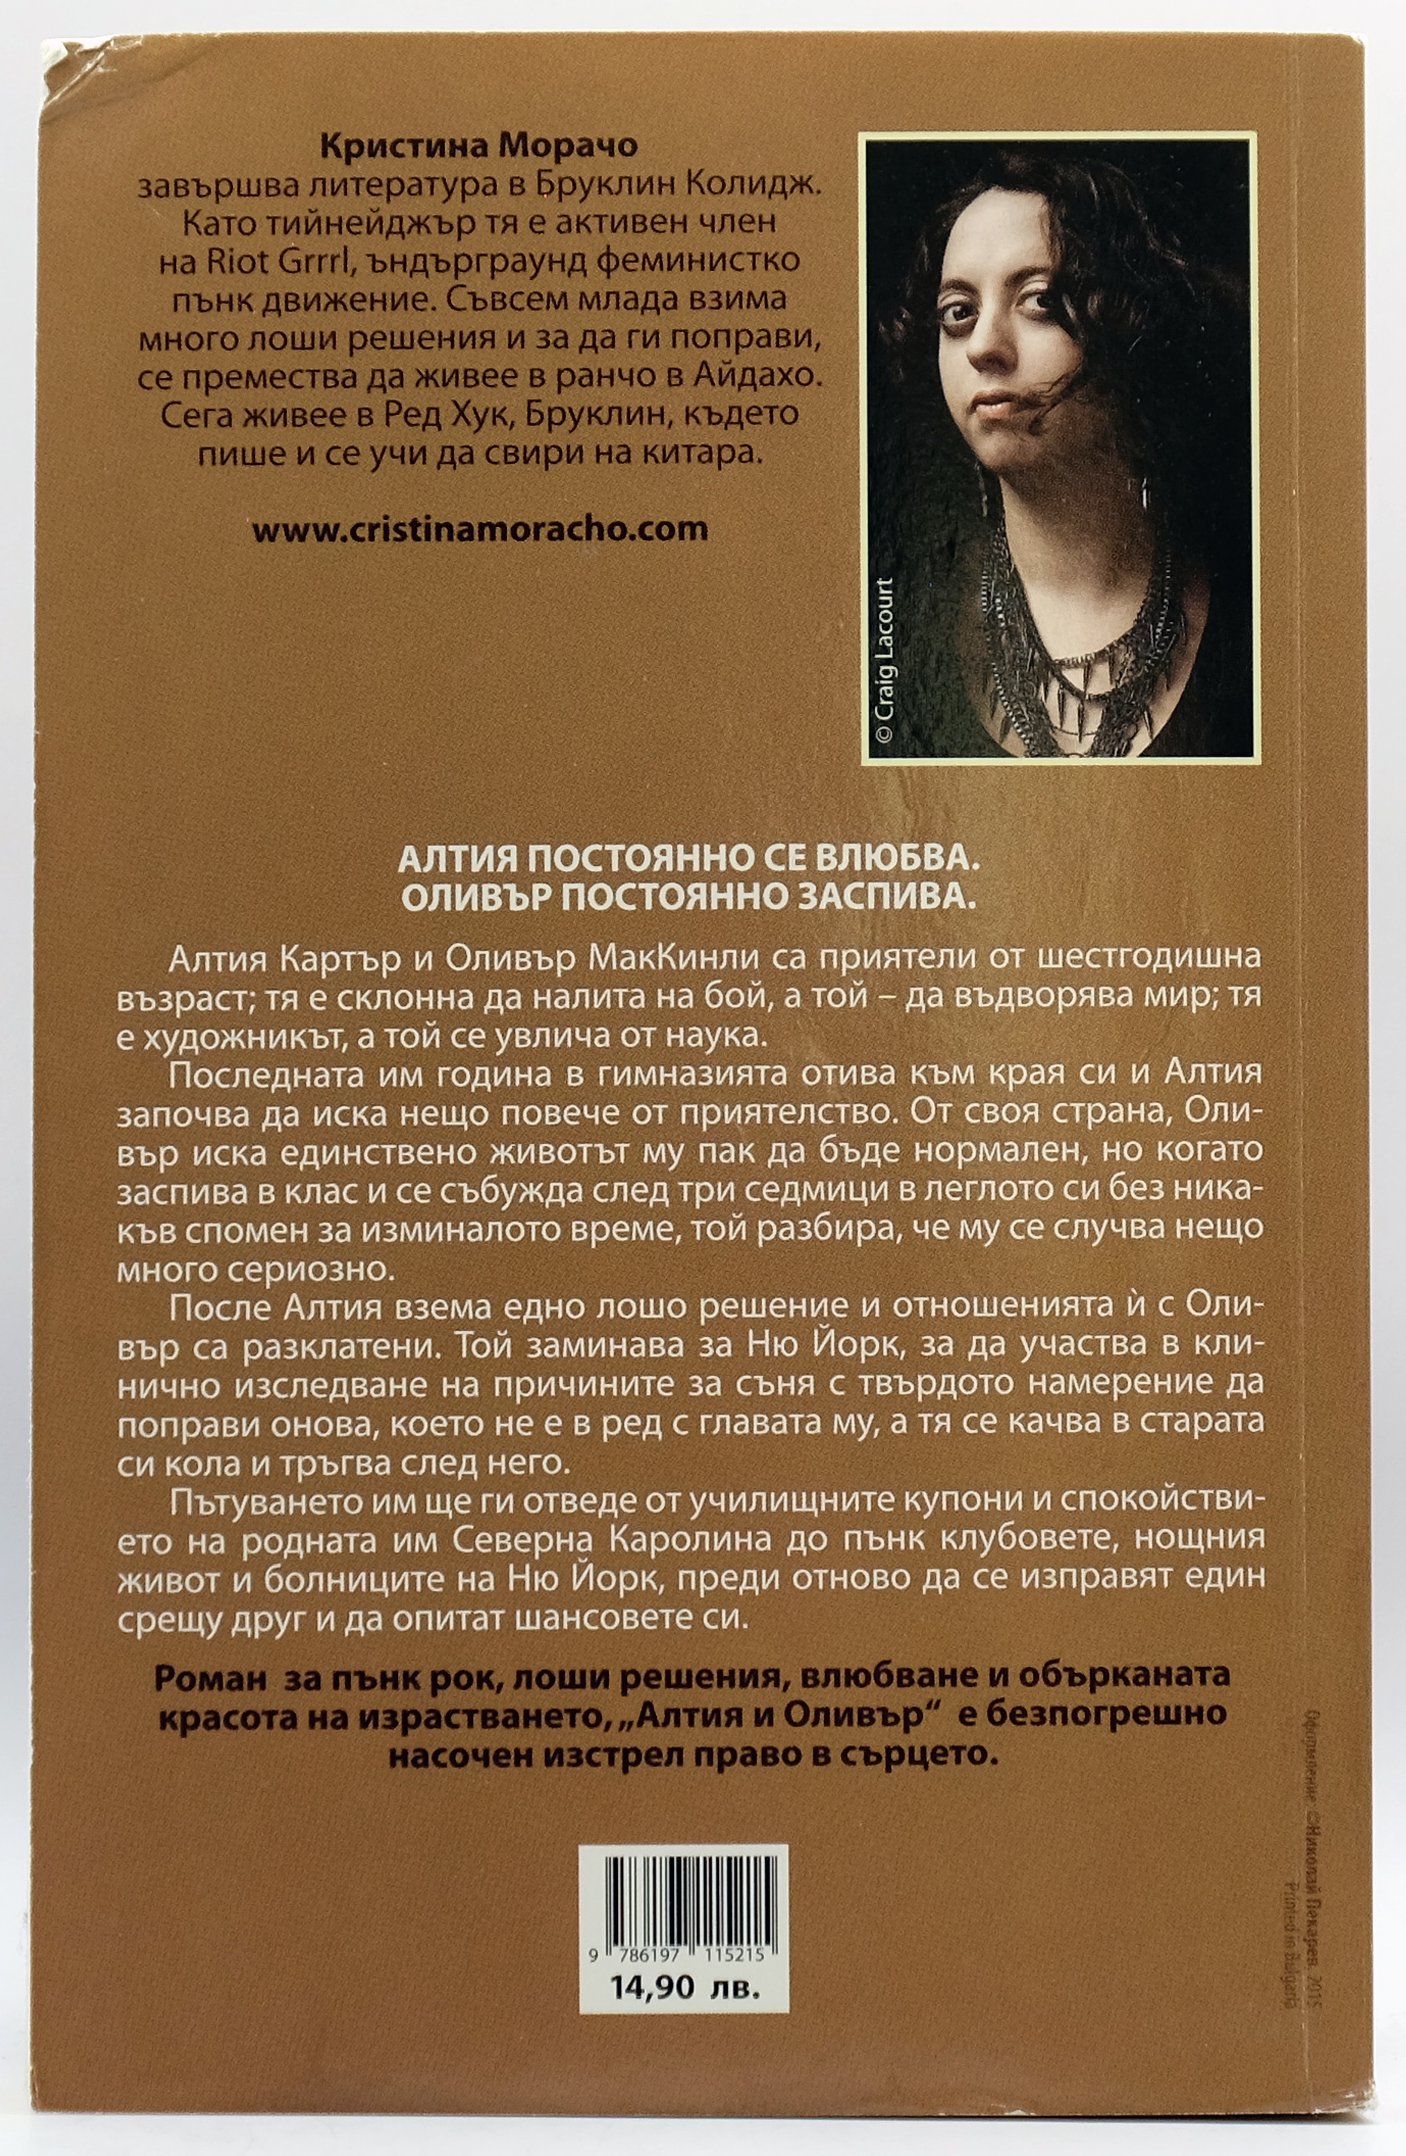 Кристина Морачо
завършва литература в Бруклин Колидж.
Като тийнейджър тя е активен член
на Riot Grrrl, ъндърграунд феминистко
пънк движение. Съвсем млада взима
много лоши решения и за да ги поправи,
се премества да живее в ранчо в Айдахо.
Сега живее в Ред Хук, Бруклин, където
пише и се учи да свири на китара.
www.cristinamoracho.com
© Craig Lacourt
АЛТИЯ ПОСТОЯННО СЕ ВЛЮБВА.
ОЛИВЪР ПОСТОЯННО ЗАСПИВА.
Алтия Картър и Оливър МакКинли са приятели от шестгодишна
възраст; тя е склонна да налита на бой, а той – да въдворява мир; тя
е художникът, а той се увлича от наука.
Последната им година в гимназията отива към края си и Алтия
започва да иска нещо повече от приятелство. От своя страна, Оли-
вър иска единствено животът му пак да бъде нормален, но когато
заспива в клас и се събужда след три седмици в леглото си без ника-
къв спомен за изминалото време, той разбира, че му се случва нещо
много сериозно.
После Алтия взема едно лошо решение и отношенията ѝ с Оли-
вър са разклатени. Той заминава за Ню Йорк, за да участва в кли-
нично изследване на причините за съня с твърдото намерение да
поправи онова, което не е в ред с главата му, а тя се качва в старата
си кола и тръгва след него.
Пътуването им ще ги отведе от училищните купони и спокойстви-
ето на родната им Северна Каролина до пънк клубовете, нощния
живот и болниците на Ню Йорк, преди отново да се изправят един
срещу друг и да опитат шансовете си.
Роман за пънк рок, лоши решения, влюбване и обърканата
красота на израстването, „Алтия и Оливър“ е безпогрешно
насочен изстрел право в сърцето.
Оформление ©Николай Пекарев, 2015
Printed in Bulgaria
9 786197 115215
14,90 лв.